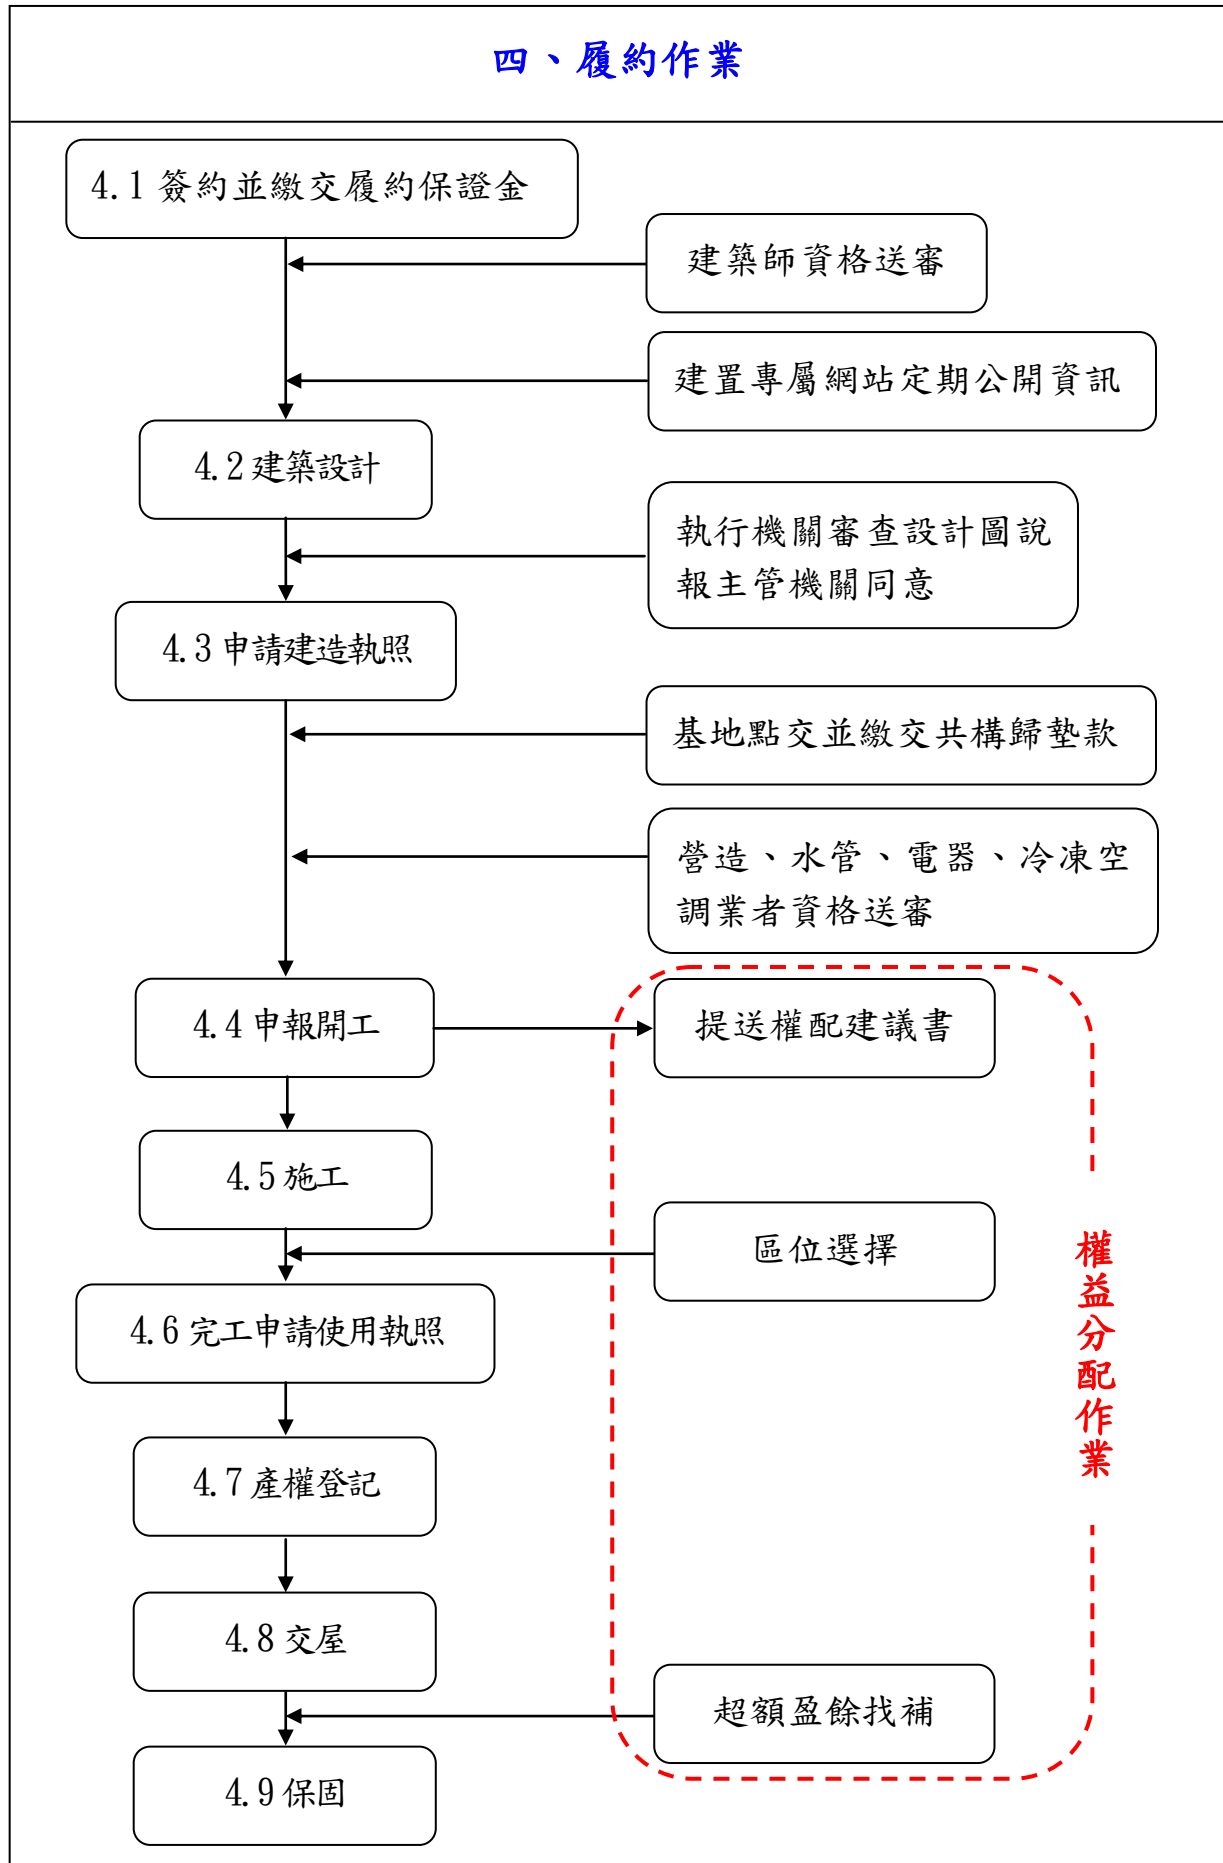 四、履約作業
4.1 簽約並繳交履約保證金
建築師資格送審
建置專屬網站定期公開資訊
4.2 建築設計
執行機關審查設計圖說
報主管機關同意
4.3 申請建造執照
基地點交並繳交共構歸墊款
營造、水管、電器、冷凍空
調業者資格送審
4.4 申報開工
提送權配建議書
4.5 施工
區位選擇
權益分配作業
4.6 完工申請使用執照
4.7 產權登記
4.8 交屋
超額盈餘找補
4.9 保固